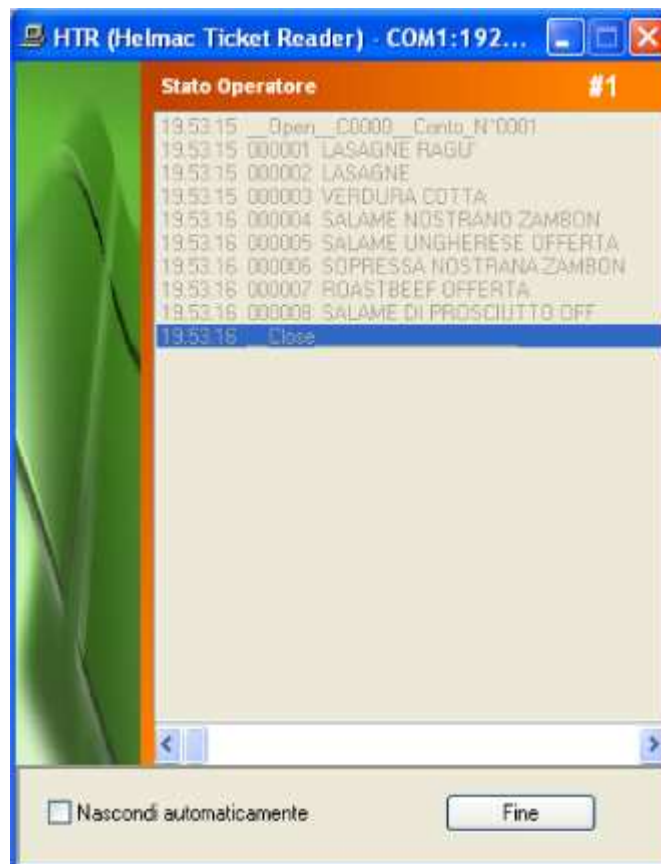 HTR (Helmac Ticket Reader) - COM1:192...
Stato Operatore #1
19.53.15 __Open__C0000__Conto_N°0001
19.53.15 000001 LASAGNE RAGU'
19.53.15 000002 LASAGNE
19.53.15 000003 VERDURA COTTA
19.53.16 000004 SALAME NOSTRANO ZAMBON
19.53.16 000005 SALAME UNGHERESE OFFERTA
19.53.16 000006 SOPRESSA NOSTRANA ZAMBON
19.53.16 000007 ROASTBEEF OFFERTA
19.53.16 000008 SALAME DI PROSCIUTTO OFF
19.53.16 __Close____________________
Nascondi automaticamente
Fine